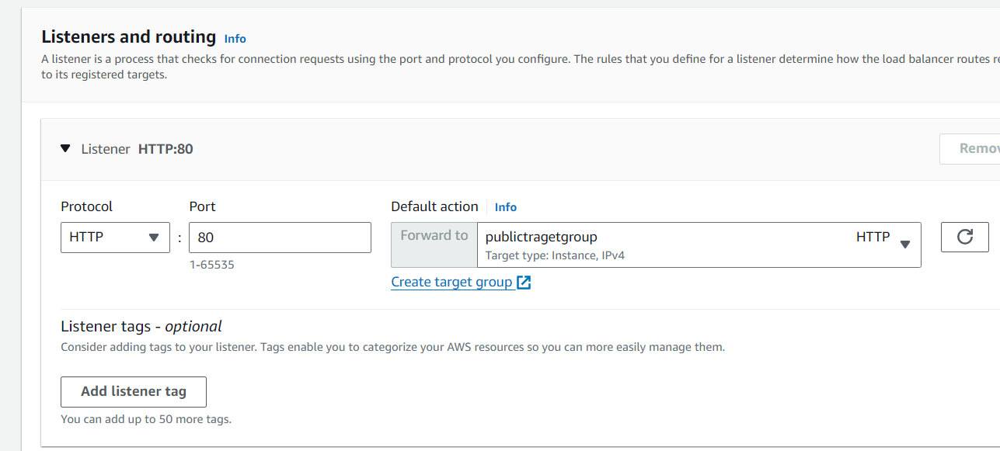 Listeners and routing Info
A listener is a process that checks for connection requests using the port and protocol you configure. The rules that you define for a listener determine how the load balancer routes
to its registered targets.
Listener HTTP:80
Protocol Port Default action Info
HTTP : 80 Forward to publictragetgroup HTTP
Target type: Instance, IPv4
1-65535
Create target group
Listener tags - optional
Consider adding tags to your listener. Tags enable you to categorize your AWS resources so you can more easily manage them.
Add listener tag
You can add up to 50 more tags.